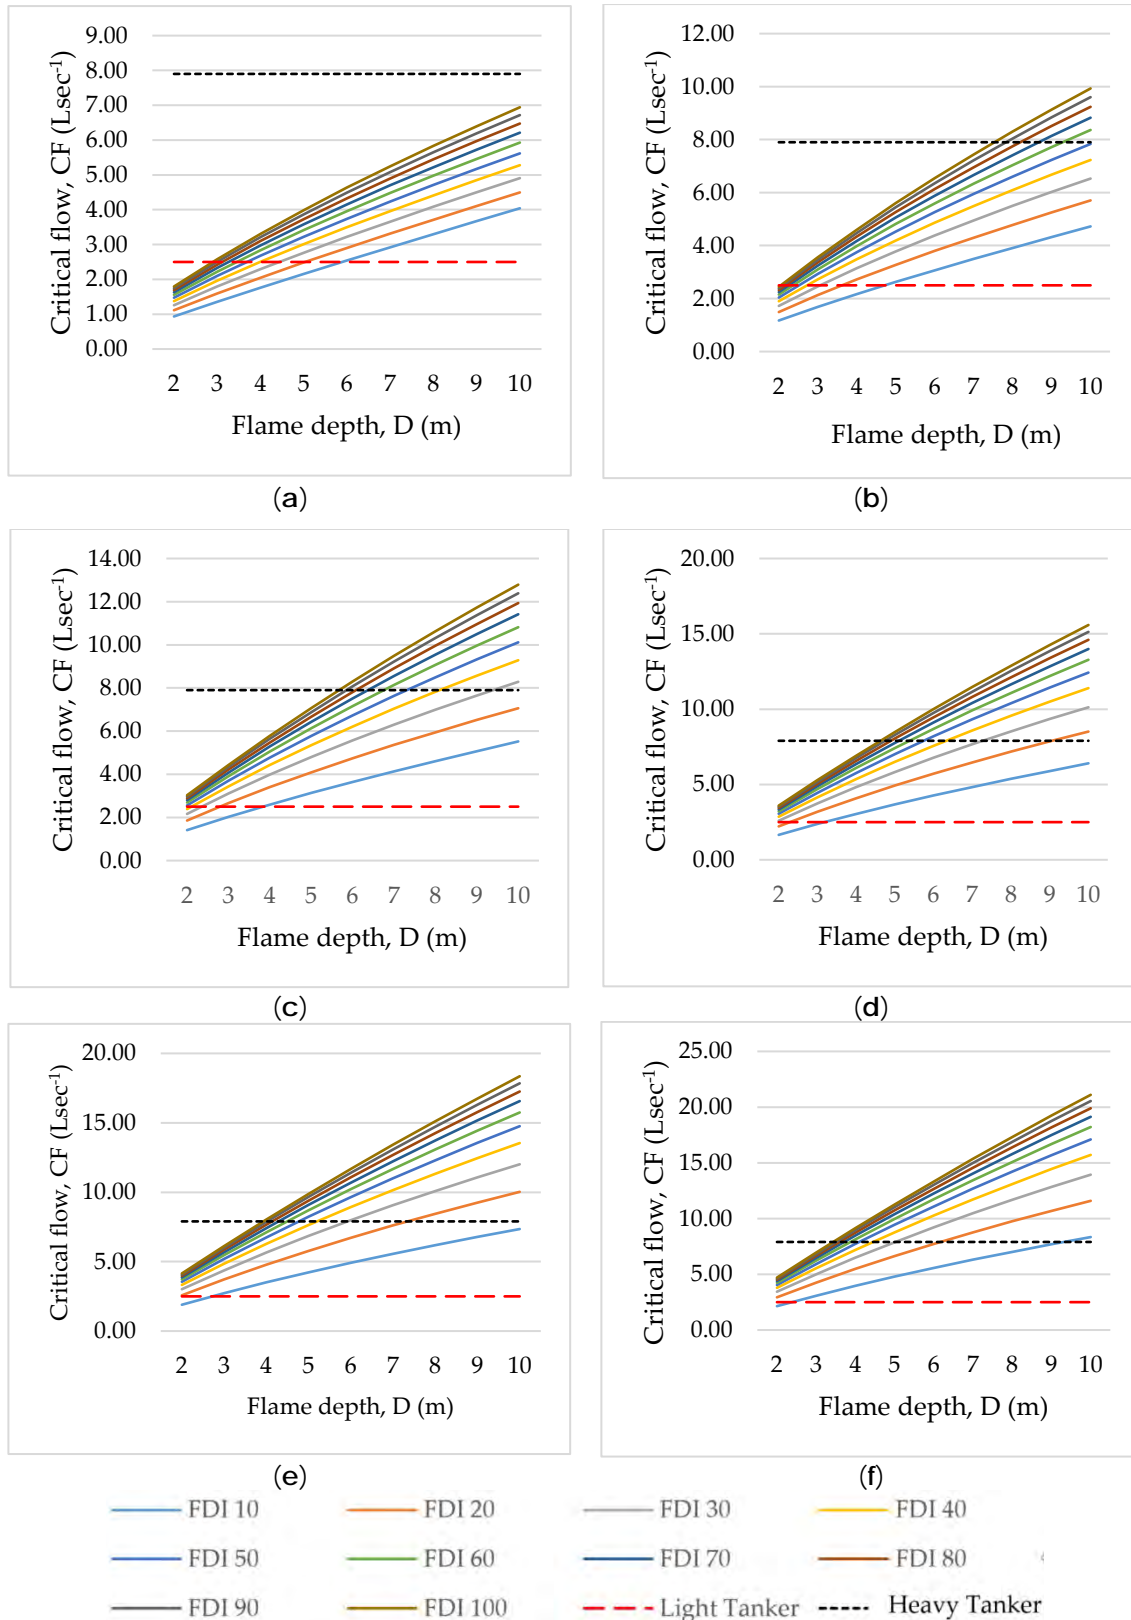 9.00
8.00
7.00
6.00
5.00
4.00
3.00
2.00
1.00
0.00
Critical flow, CF (Lsec-1)
2 3 4 5 6 7 8 9 10
Flame depth, D (m)
(a)
12.00
10.00
8.00
6.00
4.00
2.00
0.00
Critical flow, CF (Lsec-1)
2 3 4 5 6 7 8 9 10
Flame depth, D (m)
(b)
14.00
12.00
10.00
8.00
6.00
4.00
2.00
0.00
Critical flow, CF (Lsec-1)
2 3 4 5 6 7 8 9 10
Flame depth, D (m)
(c)
20.00
15.00
10.00
5.00
0.00
Critical flow, CF (Lsec-1)
2 3 4 5 6 7 8 9 10
Flame depth, D (m)
(d)
20.00
15.00
10.00
5.00
0.00
Critical flow, CF (Lsec-1)
2 3 4 5 6 7 8 9 10
Flame depth, D (m)
(e)
25.00
20.00
15.00
10.00
5.00
0.00
Critical flow, CF (Lsec-1)
2 3 4 5 6 7 8 9 10
Flame depth, D (m)
(f)
FDI 10 FDI 20 FDI 30 FDI 40
FDI 50 FDI 60 FDI 70 FDI 80
FDI 90 FDI 100 Light Tanker Heavy Tanker